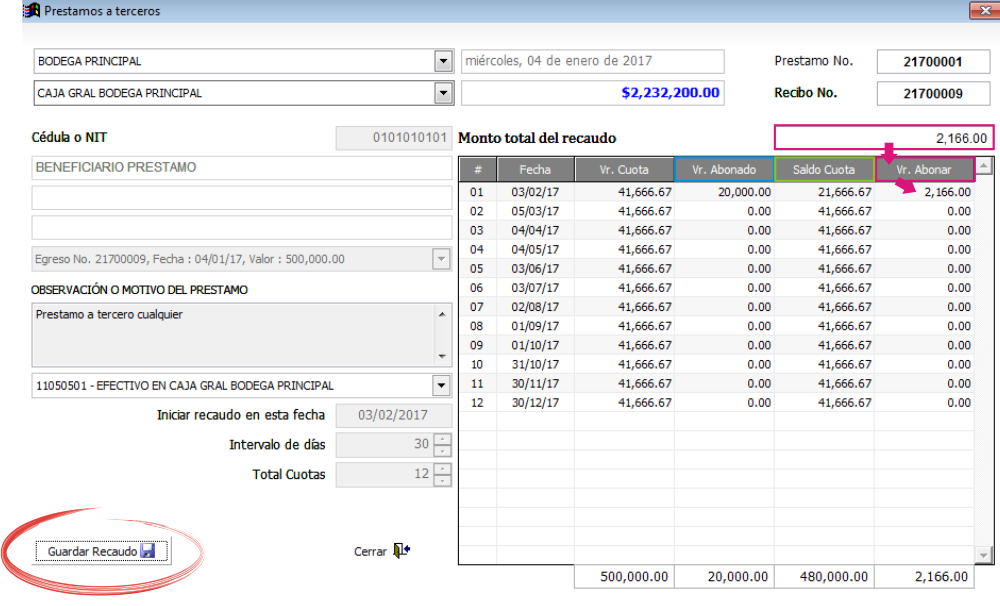 Prestamos a terceros
BODEGA PRINCIPAL
miércoles, 04 de enero de 2017
Prestamo No.
21700001
CAJA GRAL BODEGA PRINCIPAL
$2,232,200.00
Recibo No.
21700009
Cédula o NIT
0101010101
Monto total del recaudo
2,166.00
BENEFICIARIO PRESTAMO
Egreso No. 21700009, Fecha : 04/01/17, Valor : 500,000.00
OBSERVACIÓN O MOTIVO DEL PRESTAMO
Prestamo a tercero cualquier
11050501 - EFECTIVO EN CAJA GRAL BODEGA PRINCIPAL
Iniciar recaudo en esta fecha 03/02/2017
Intervalo de días 30
Total Cuotas 12
Guardar Recaudo
Cerrar
# Fecha Vr. Cuota Vr. Abonado Saldo Cuota Vr. Abonar
01 03/02/17 41,666.67 20,000.00 21,666.67 2,166.00
02 05/03/17 41,666.67 0.00 41,666.67 0.00
03 04/04/17 41,666.67 0.00 41,666.67 0.00
04 04/05/17 41,666.67 0.00 41,666.67 0.00
05 03/06/17 41,666.67 0.00 41,666.67 0.00
06 03/07/17 41,666.67 0.00 41,666.67 0.00
07 02/08/17 41,666.67 0.00 41,666.67 0.00
08 01/09/17 41,666.67 0.00 41,666.67 0.00
09 01/10/17 41,666.67 0.00 41,666.67 0.00
10 31/10/17 41,666.67 0.00 41,666.67 0.00
11 30/11/17 41,666.67 0.00 41,666.67 0.00
12 30/12/17 41,666.67 0.00 41,666.67 0.00
500,000.00 20,000.00 480,000.00 2,166.00